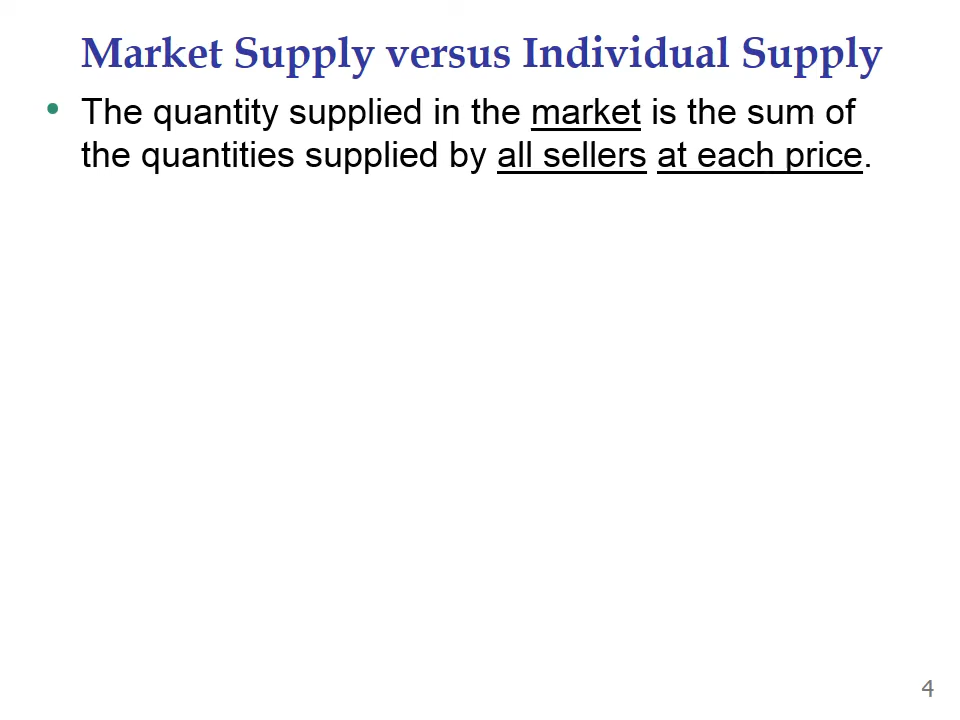 Market Supply versus Individual Supply
• The quantity supplied in the market is the sum of
the quantities supplied by all sellers at each price.
4